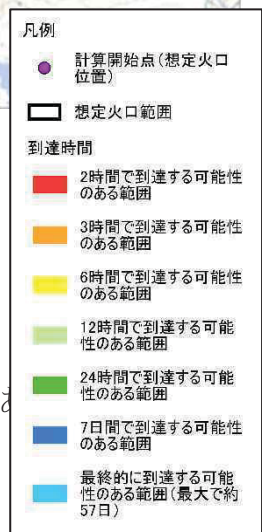 凡例
計算開始点(想定火口
位置)
想定火口範囲
到達時間
2時間で到達する可能性
のある範囲
3時間で到達する可能性
のある範囲
6時間で到達する可能性
のある範囲
12時間で到達する可能
性のある範囲
24時間で到達する可能
性のある範囲
7日間で到達する可能性
のある範囲
最終的に到達する可能
性のある範囲(最大で約
57日)